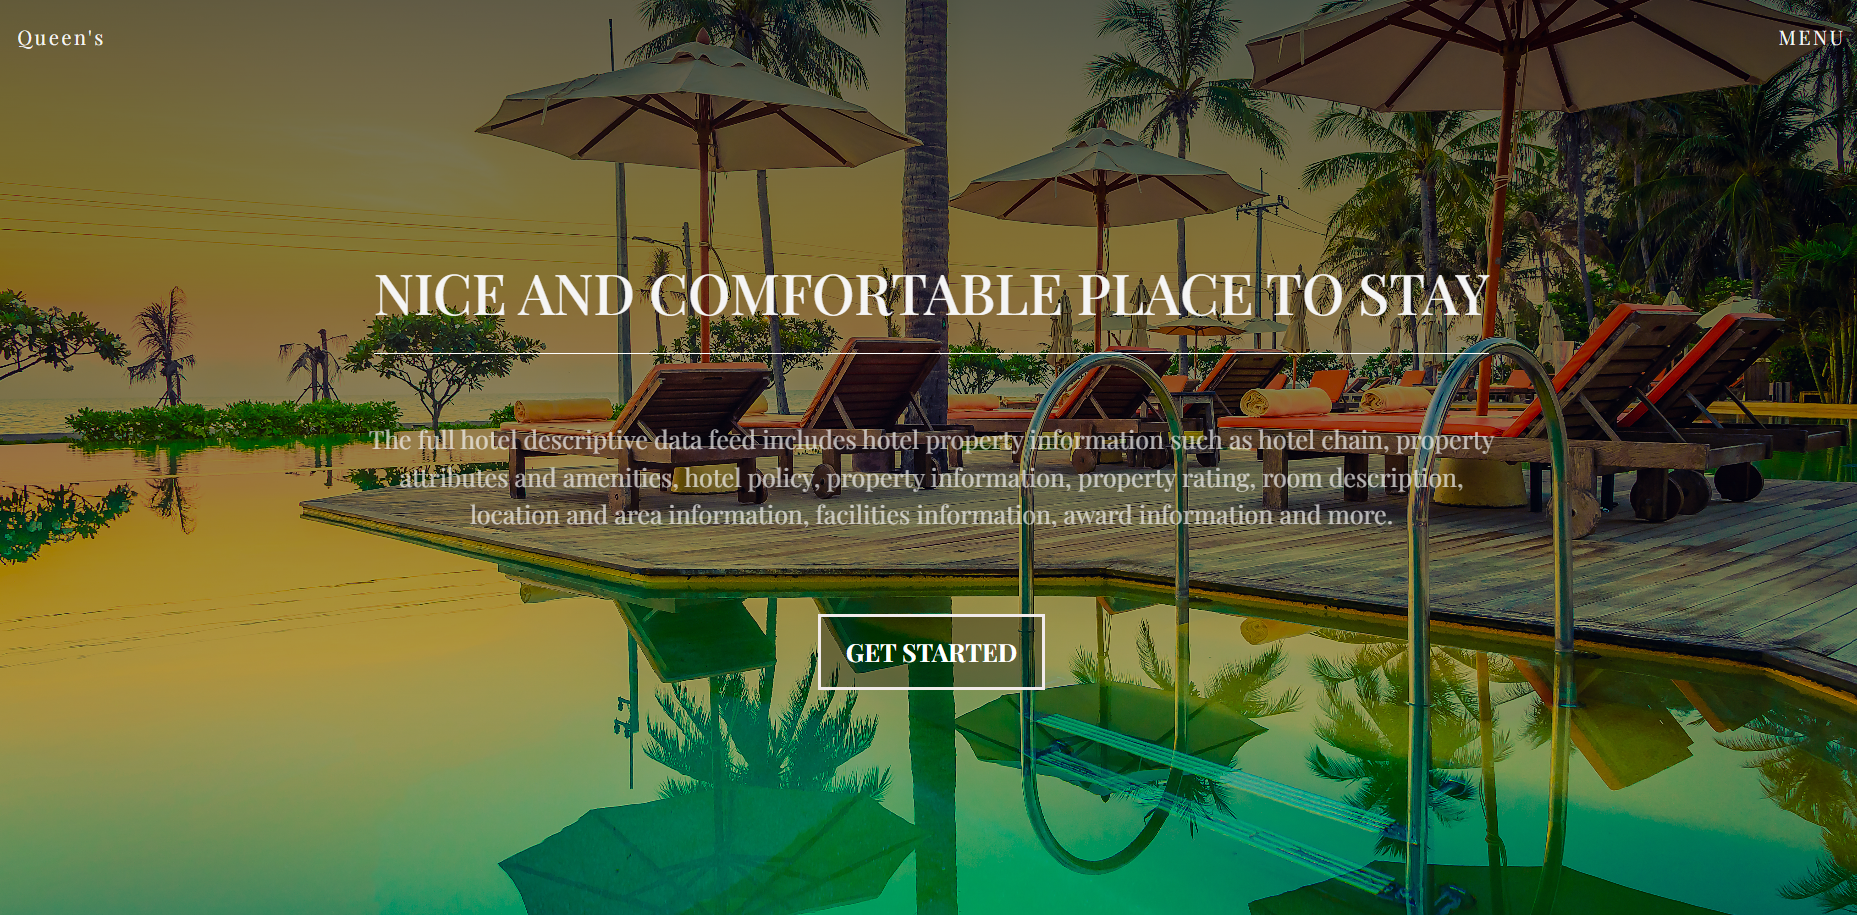 Queen's
MENU
NICE AND COMFORTABLE PLACE TO STAY
The full hotel descriptive data feed includes hotel property information such as hotel chain, property
attributes and amenities, hotel policy, property information, property rating, room description,
location and area information, facilities information, award information and more.
GET STARTED